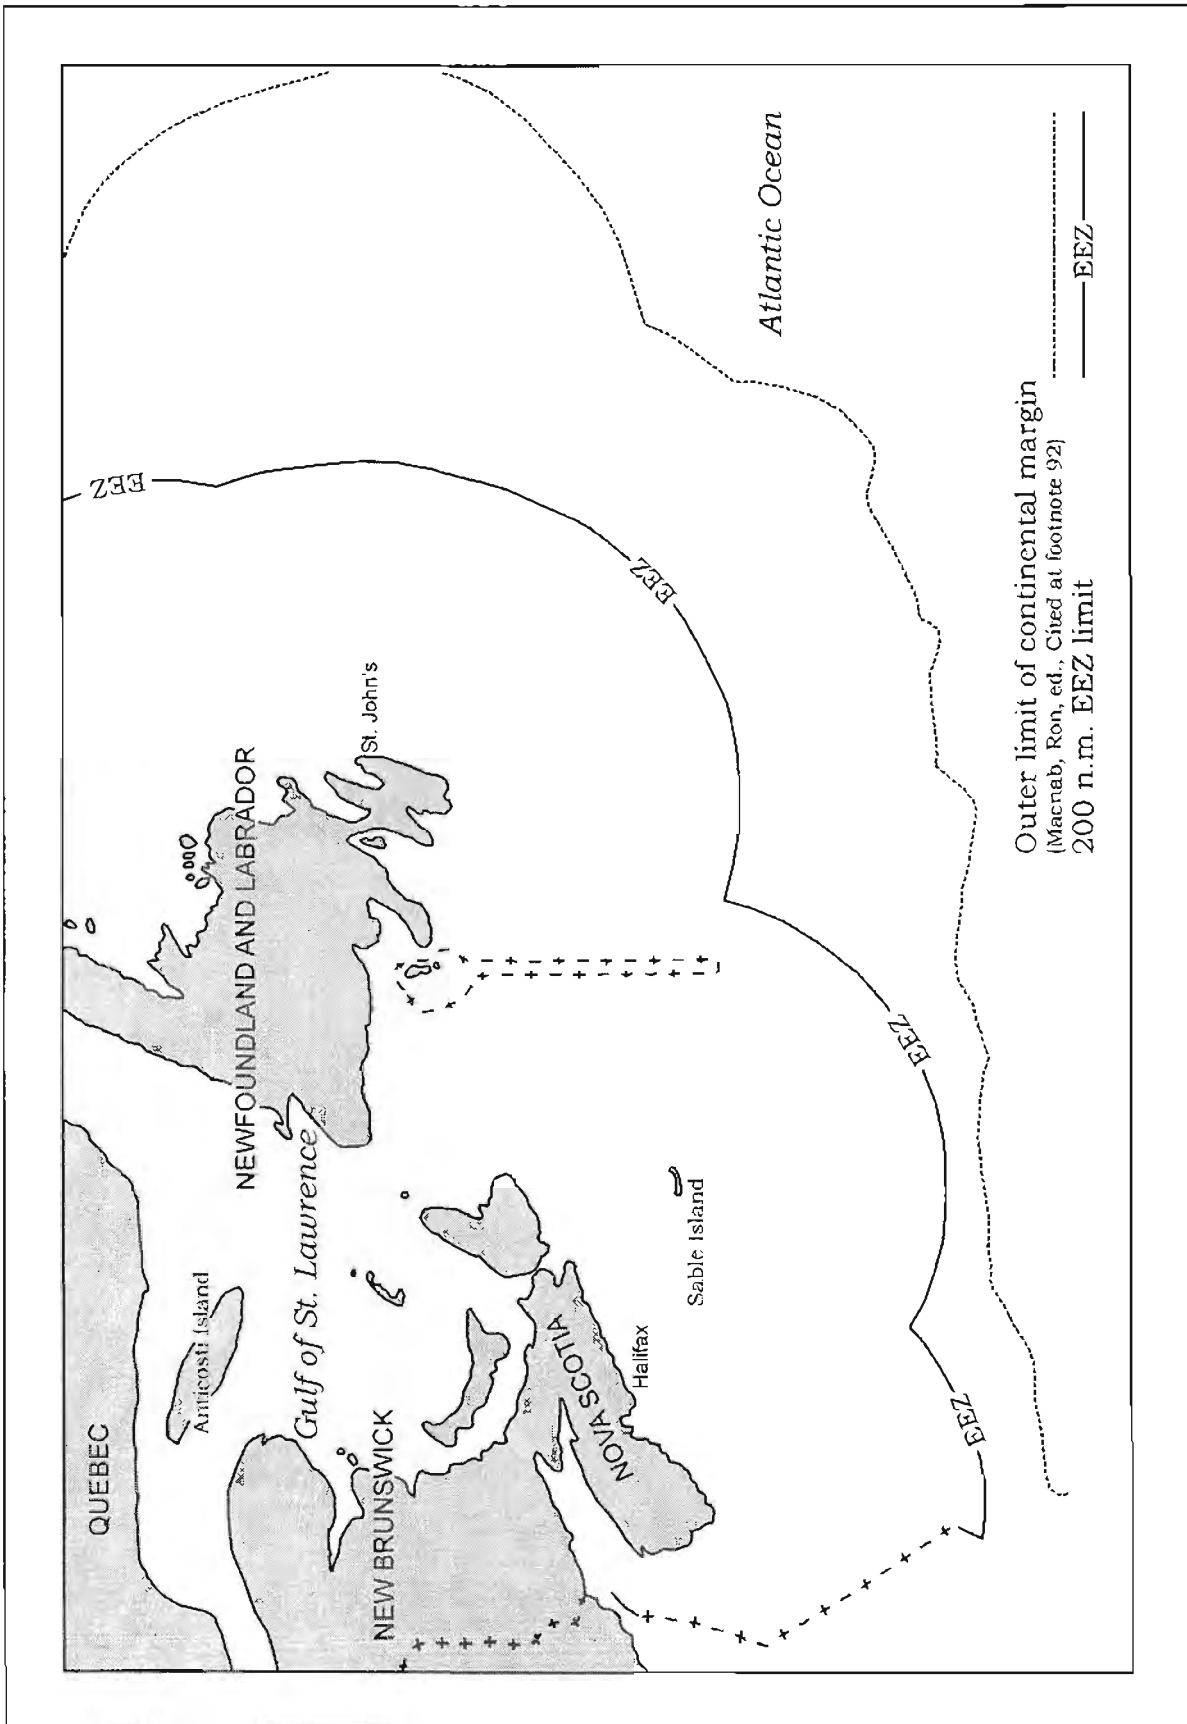 QUEBEC
Anticosti Island
NEWFOUNDLAND AND LABRADOR
Gulf of St. Lawrence
St. John's
NEW BRUNSWICK
NOVA SCOTIA
Halifax
Sable Island
Atlantic Ocean
EEZ
EEZ
EEZ
EEZ
Outer limit of continental margin
(Macnab, Ron, ed., Cited at footnote 92)
200 n.m. EEZ limit
EEZ